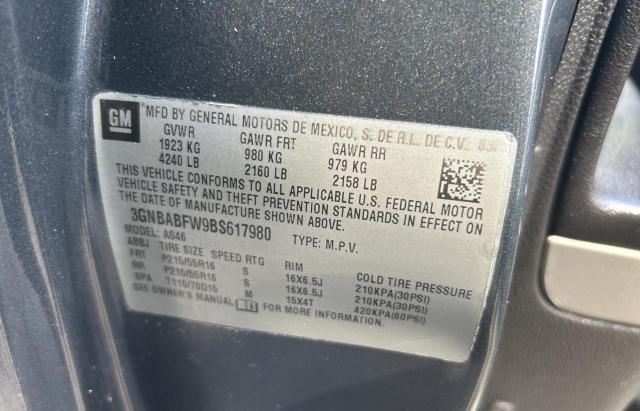 GM
MFD BY GENERAL MOTORS DE MEXICO, S. DE R.L. DE C.V.
GVWR GAWR FRT GAWR RR
1923 KG 980 KG 979 KG
4240 LB 2160 LB 2158 LB
THIS VEHICLE CONFORMS TO ALL APPLICABLE U.S. FEDERAL MOTOR
VEHICLE SAFETY AND THEFT PREVENTION STANDARDS IN EFFECT ON
THE DATE OF MANUFACTURE SHOWN ABOVE.
3GNBABFW9BS617980 TYPE: M.P.V.
MODEL: AS46
ABBJ TIRE SIZE SPEED RTG RIM COLD TIRE PRESSURE
FRT P215/55R16 S 16X6.5J 210KPA(30PSI)
RR P215/55R16 S 16X6.5J 210KPA(30PSI)
SPA T115/70D15 M 15X4T 420KPA(60PSI)
SEE OWNER'S MANUAL FOR MORE INFORMATION.